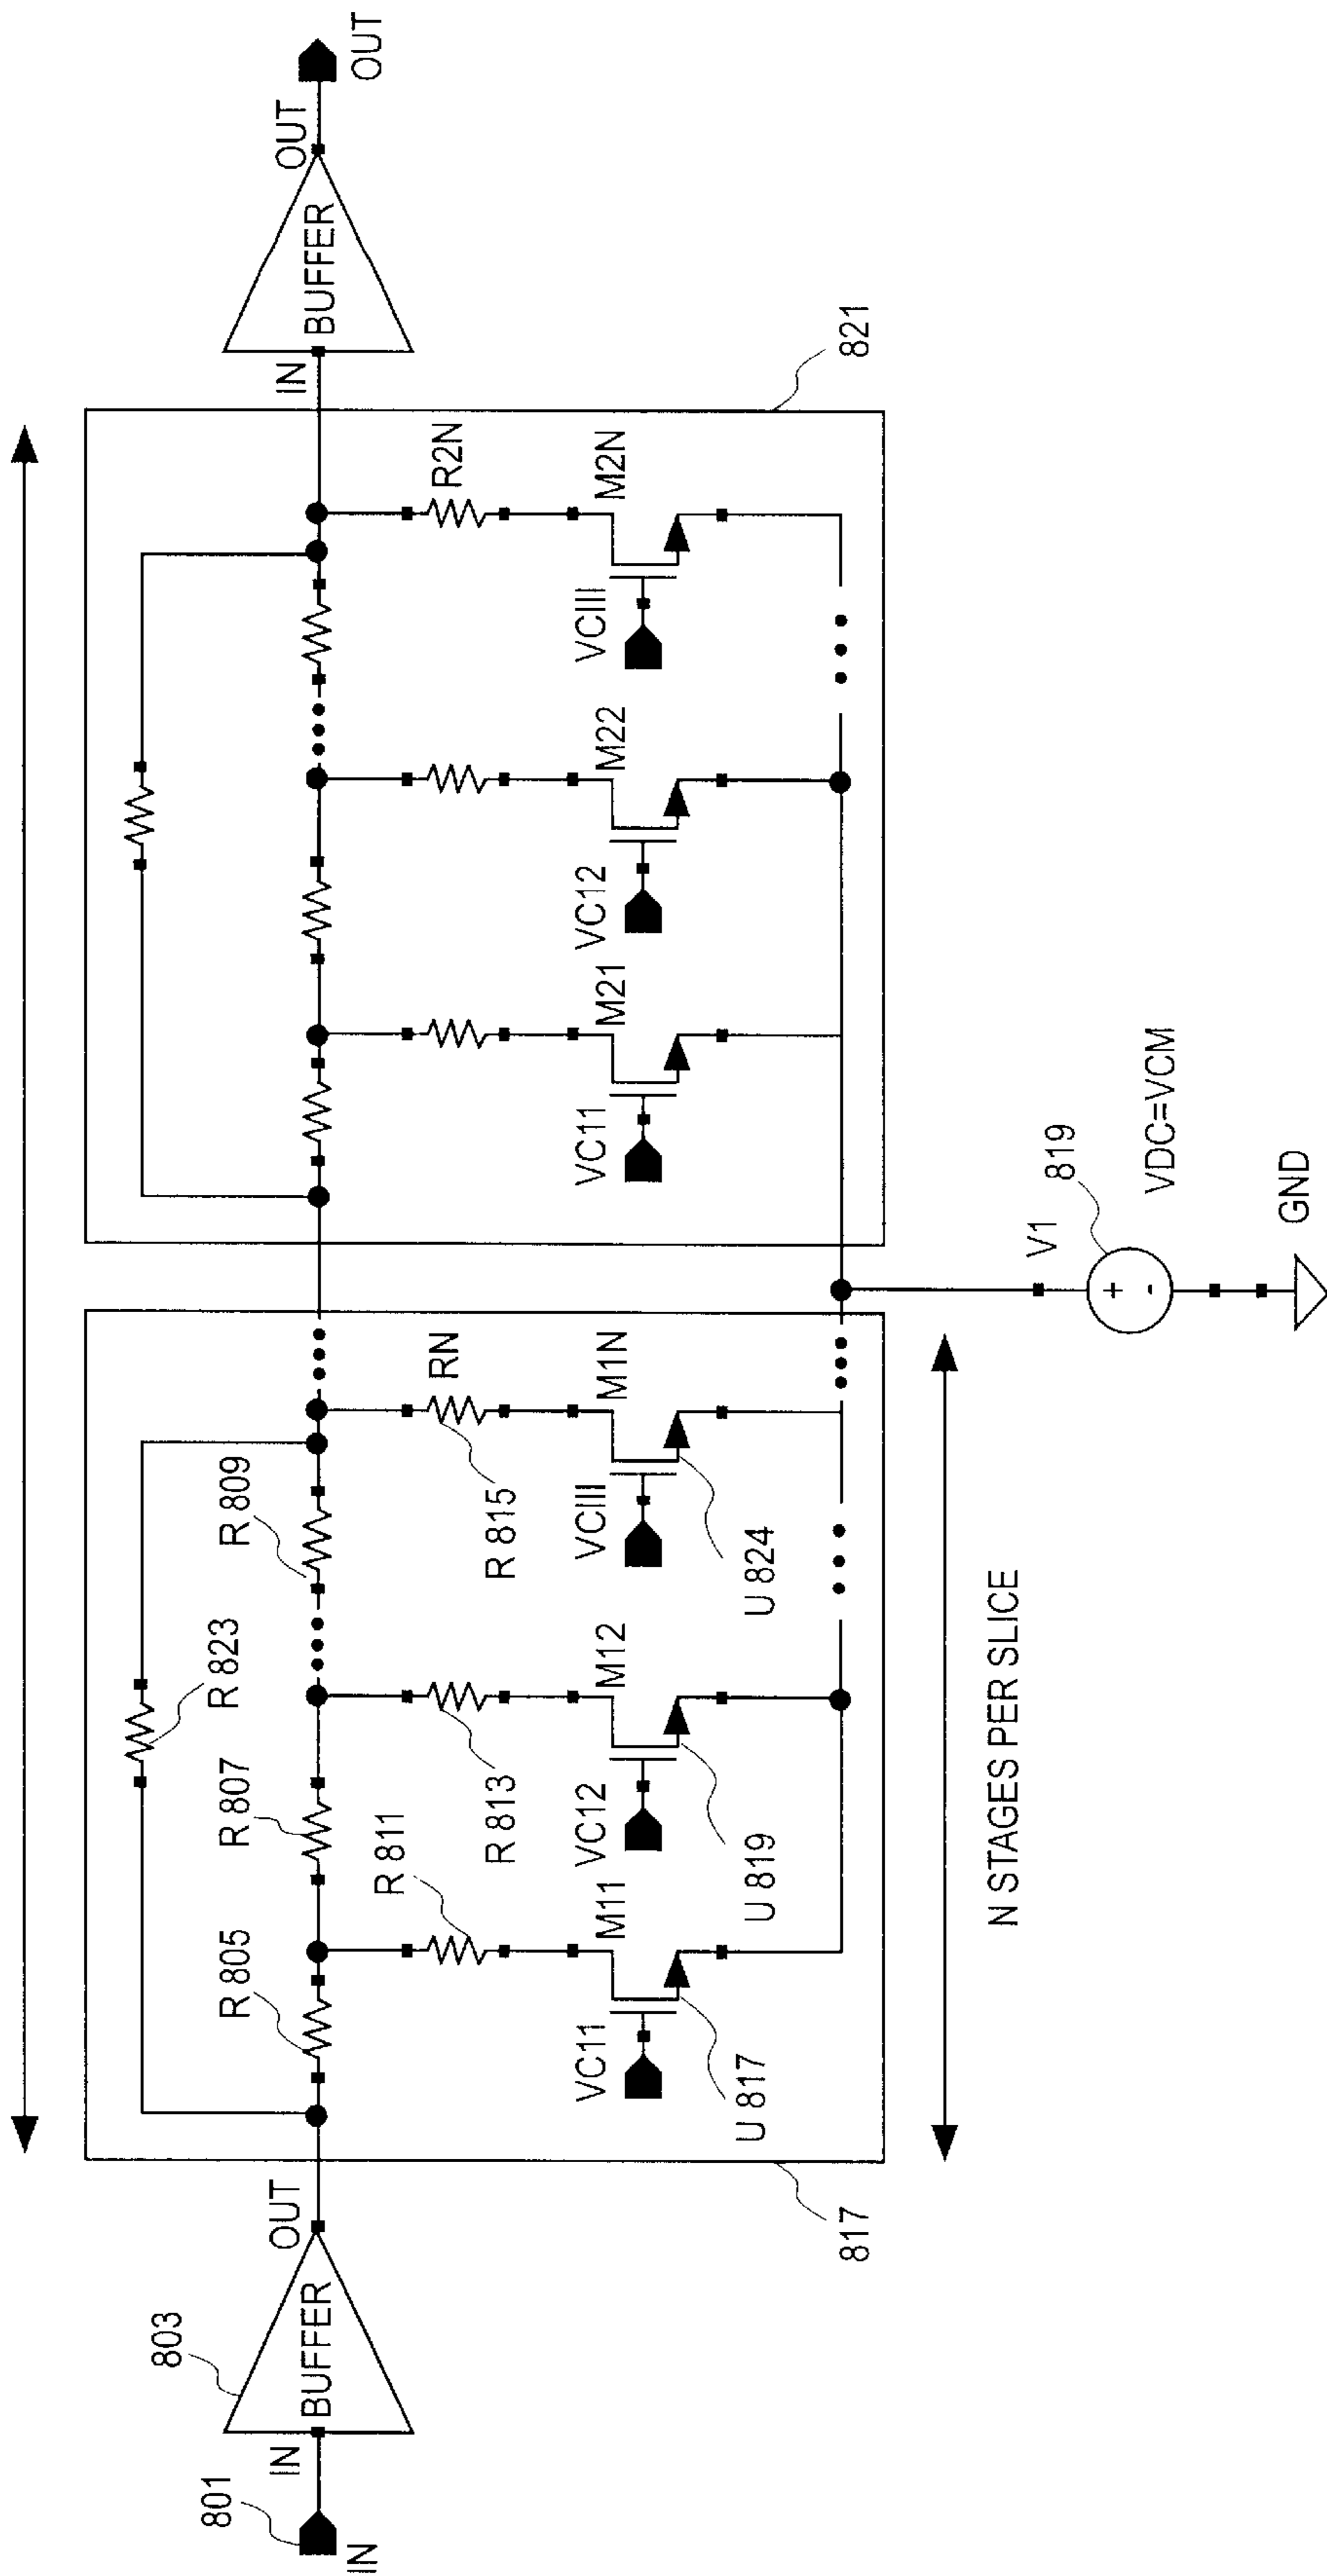 801
IN
IN
BUFFER
803
OUT
817
R 805
R 807
R 823
R 809
R 811
R 813
R 815
RN
VC11
M11
U 817
VC12
M12
U 819
VCIII
M1N
U 824
N STAGES PER SLICE
V1
819
+
-
VDC=VCM
GND
VC11
M21
VC12
M22
VCIII
M2N
R2N
821
IN
BUFFER
OUT
OUT